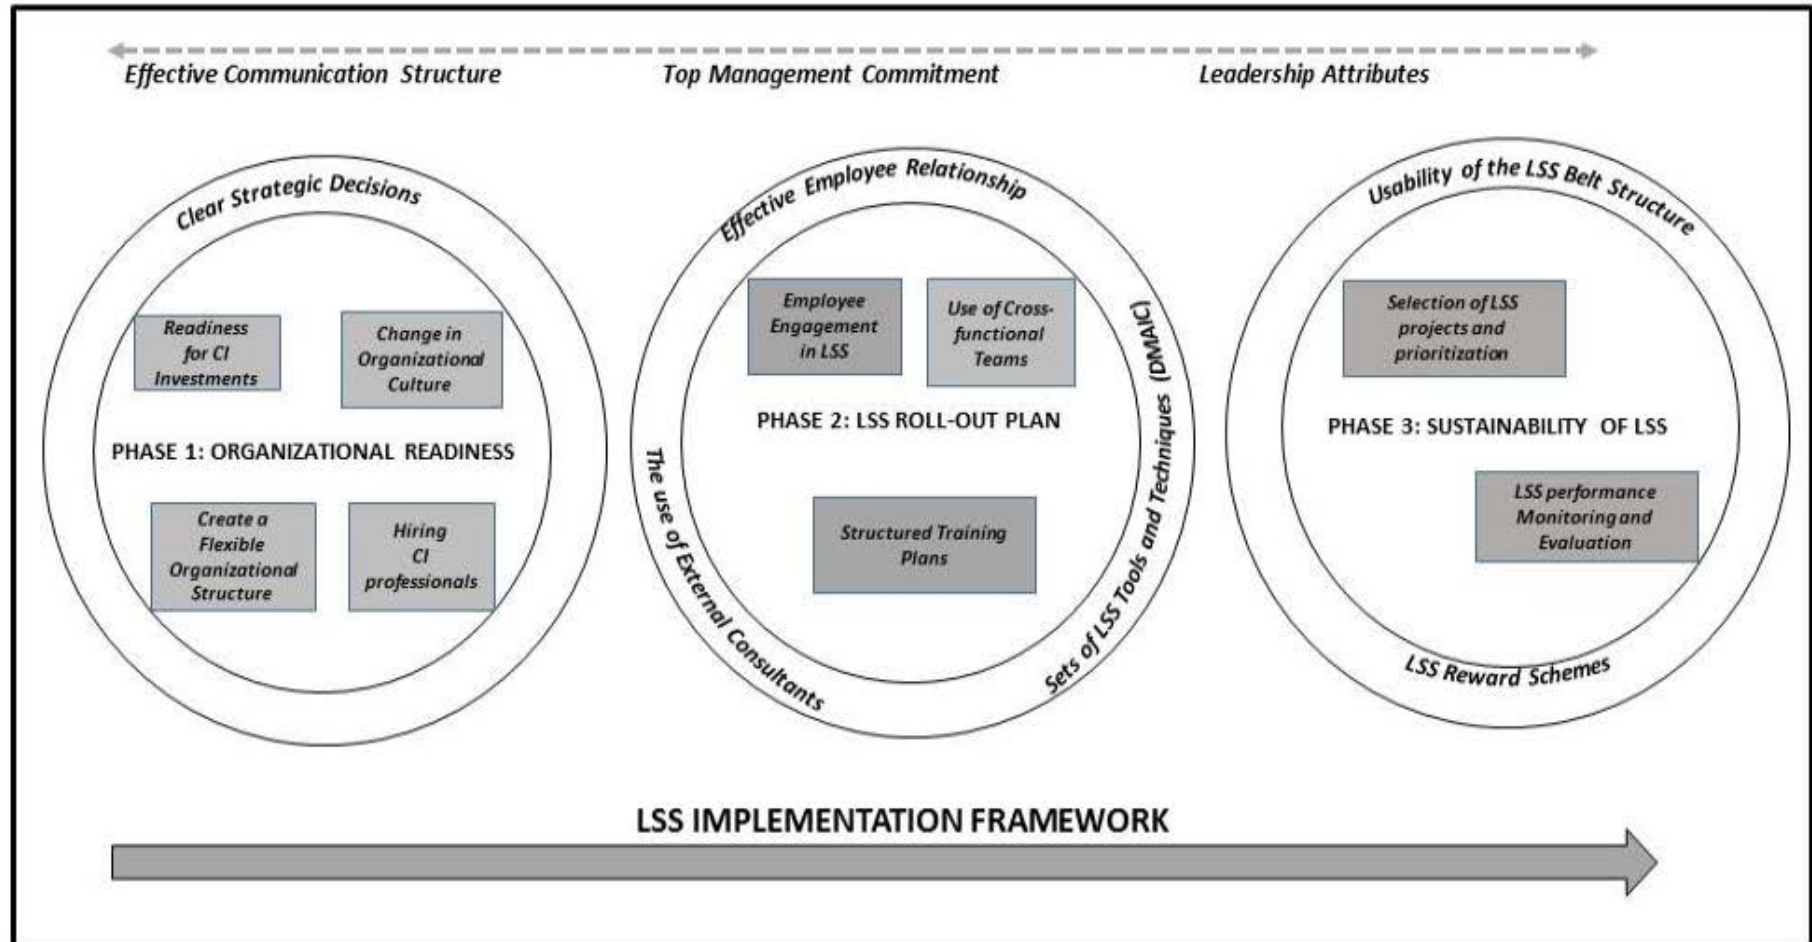 Effective Communication Structure
Top Management Commitment
Leadership Attributes
Clear Strategic Decisions
Readiness
for CI
Investments
Change in
Organizational
Culture
PHASE 1: ORGANIZATIONAL READINESS
Create a
Flexible
Organizational
Structure
Hiring
CI
professionals
Effective Employee Relationship
Employee
Engagement
in LSS
Use of Cross-
functional
Teams
PHASE 2: LSS ROLL-OUT PLAN
Structured Training
Plans
The use of External Consultants
Sets of LSS Tools and Techniques (DMAIC)
Usability of the LSS Belt Structure
Selection of LSS
projects and
prioritization
PHASE 3: SUSTAINABILITY OF LSS
LSS performance
Monitoring and
Evaluation
LSS Reward Schemes
LSS IMPLEMENTATION FRAMEWORK